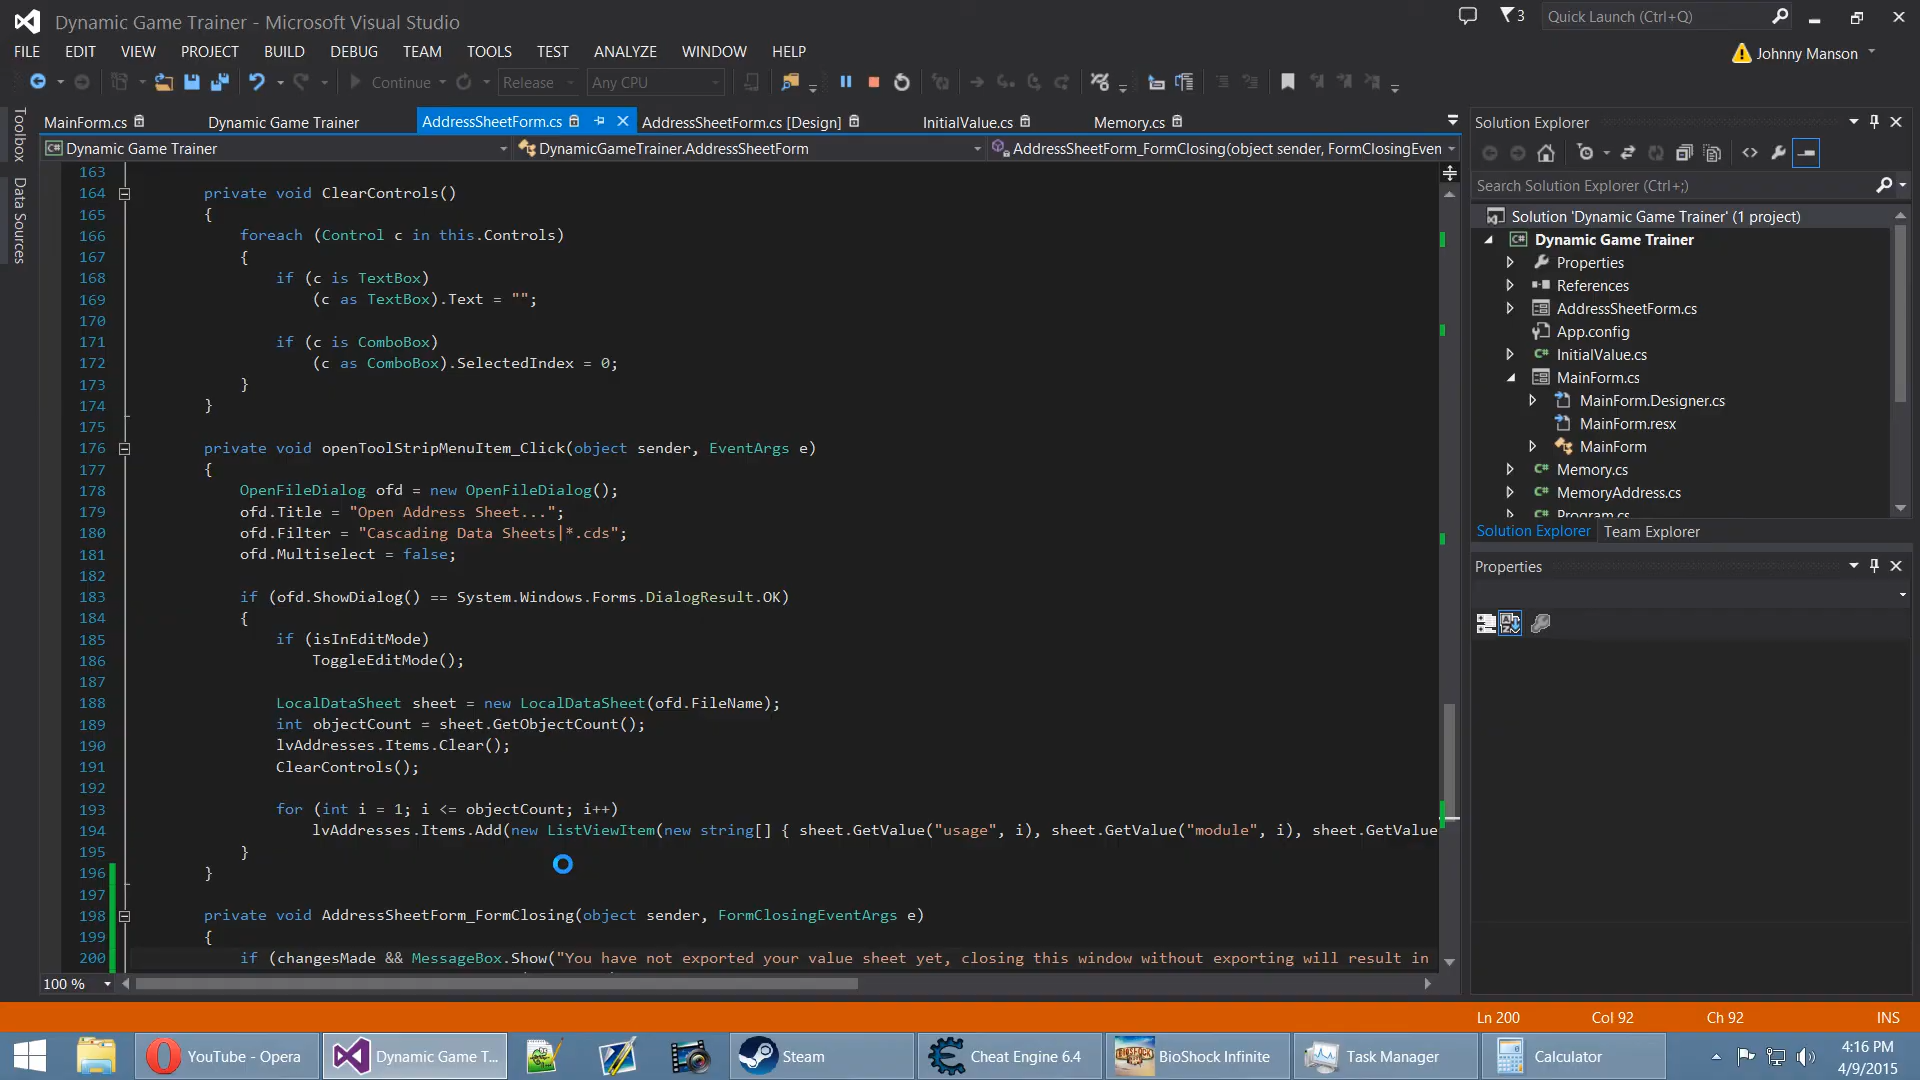 Dynamic Game Trainer - Microsoft Visual Studio
3
Quick Launch (Ctrl+Q)
FILE EDIT VIEW PROJECT BUILD DEBUG TEAM TOOLS TEST ANALYZE WINDOW HELP
Johnny Manson
Continue Release Any CPU
Toolbox
Data Sources
MainForm.cs Dynamic Game Trainer AddressSheetForm.cs AddressSheetForm.cs [Design] InitialValue.cs Memory.cs
Dynamic Game Trainer DynamicGameTrainer.AddressSheetForm AddressSheetForm_FormClosing(object sender, FormClosingEven
163
164 private void ClearControls()
165 {
166 foreach (Control c in this.Controls)
167 {
168 if (c is TextBox)
169 (c as TextBox).Text = "";
170
171 if (c is ComboBox)
172 (c as ComboBox).SelectedIndex = 0;
173 }
174 }
175
176 private void openToolStripMenuItem_Click(object sender, EventArgs e)
177 {
178 OpenFileDialog ofd = new OpenFileDialog();
179 ofd.Title = "Open Address Sheet...";
180 ofd.Filter = "Cascading Data Sheets|*.cds";
181 ofd.Multiselect = false;
182
183 if (ofd.ShowDialog() == System.Windows.Forms.DialogResult.OK)
184 {
185 if (isInEditMode)
186 ToggleEditMode();
187
188 LocalDataSheet sheet = new LocalDataSheet(ofd.FileName);
189 int objectCount = sheet.GetObjectCount();
190 lvAddresses.Items.Clear();
191 ClearControls();
192
193 for (int i = 1; i <= objectCount; i++)
194 lvAddresses.Items.Add(new ListViewItem(new string[] { sheet.GetValue("usage", i), sheet.GetValue("module", i), sheet.GetValue
195 }
196 }
197
198 private void AddressSheetForm_FormClosing(object sender, FormClosingEventArgs e)
199 {
200 if (changesMade && MessageBox.Show("You have not exported your value sheet yet, closing this window without exporting will result in
100 %
Solution Explorer
Search Solution Explorer (Ctrl+;)
Solution 'Dynamic Game Trainer' (1 project)
Dynamic Game Trainer
Properties
References
AddressSheetForm.cs
App.config
InitialValue.cs
MainForm.cs
MainForm.Designer.cs
MainForm.resx
MainForm
Memory.cs
MemoryAddress.cs
Program.cs
Solution Explorer Team Explorer
Properties
Ln 200 Col 92 Ch 92 INS
YouTube - Opera Dynamic Game T... Steam Cheat Engine 6.4 BioShock Infinite Task Manager Calculator
4:16 PM
4/9/2015